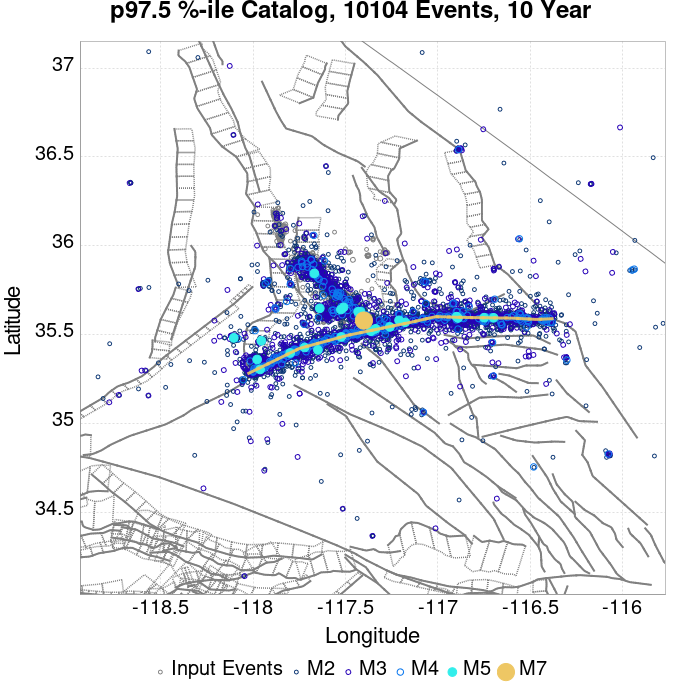 p97.5 %-ile Catalog, 10104 Events, 10 Year
37
36.5
36
35.5
35
34.5
Latitude
-118.5 -118 -117.5 -117 -116.5 -116
Longitude
Input Events M2 M3 M4 M5 M7